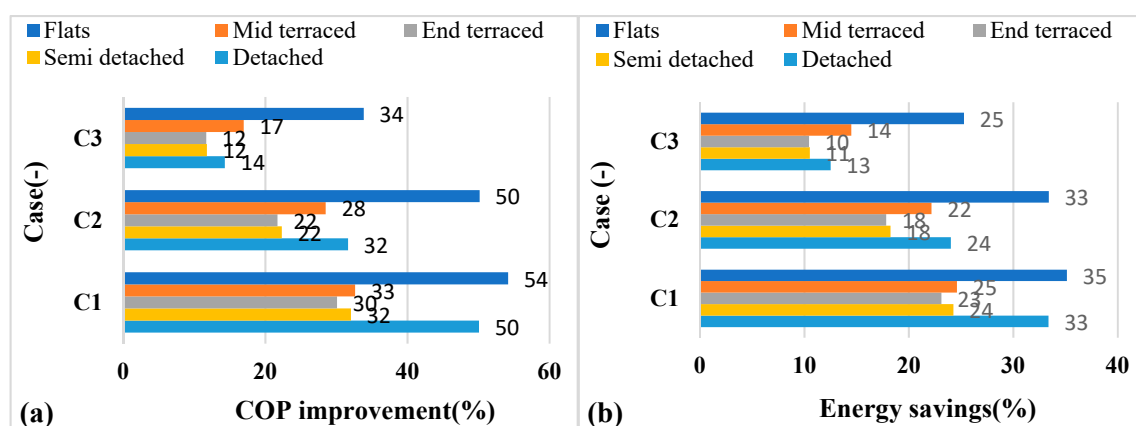 Flats Mid terraced End terraced
Semi detached Detached
C3
34
17
12
12
14
C2
50
28
22
22
32
C1
54
33
30
32
50
Case(-)
0 20 40 60
(a) COP improvement(%)
Flats Mid terraced End terraced
Semi detached Detached
C3
25
14
10
11
13
C2
33
22
18
18
24
C1
35
25
23
24
33
Case (-)
0 10 20 30 40
(b) Energy savings(%)